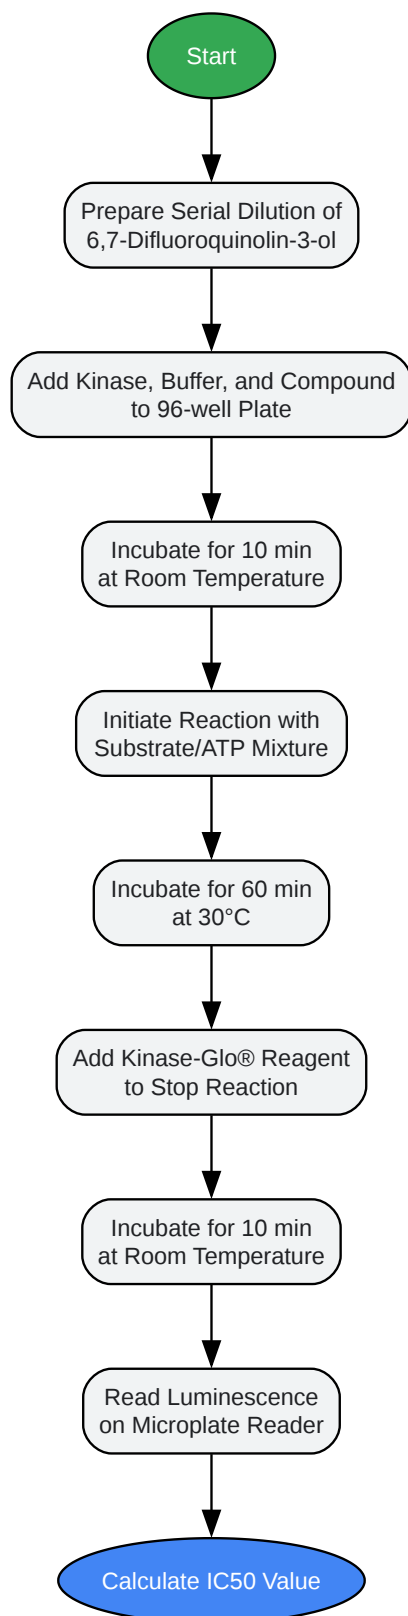 Start
Prepare Serial Dilution of
6,7-Difluoroquinolin-3-ol
Add Kinase, Buffer, and Compound
to 96-well Plate
Incubate for 10 min
at Room Temperature
Initiate Reaction with
Substrate/ATP Mixture
Incubate for 60 min
at 30°C
Add Kinase-Glo® Reagent
to Stop Reaction
Incubate for 10 min
at Room Temperature
Read Luminescence
on Microplate Reader
Calculate IC50 Value